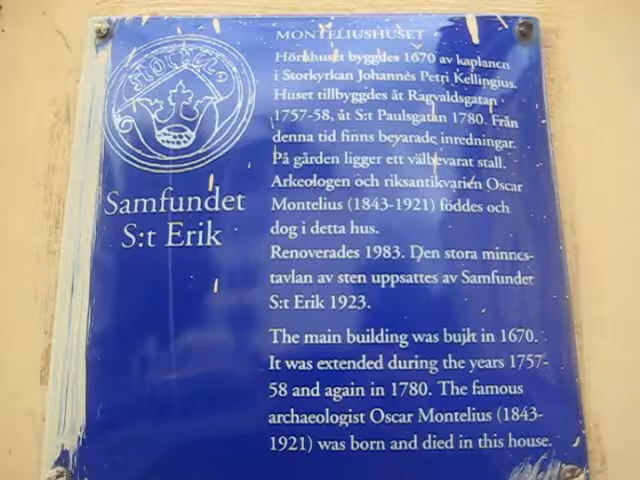 MONTELIUSHUSET
Hörnhuset byggdes 1670 av kaplanen
i Storkyrkan Johannes Petri Kellingius.
Huset tillbyggdes åt Ragvaldsgatan
1757-58, åt S:t Paulsgatan 1780. Från
denna tid finns bevarade inredningar.
På gården ligger ett välbevarat stall.
Arkeologen och riksantikvarien Oscar
Montelius (1843-1921) föddes och
dog i detta hus.
Renoverades 1983. Den stora minnes-
tavlan av sten uppsattes av Samfundet
S:t Erik 1923.
The main building was built in 1670.
It was extended during the years 1757-
58 and again in 1780. The famous
archaeologist Oscar Montelius (1843-
1921) was born and died in this house.
Samfundet
S:t Erik